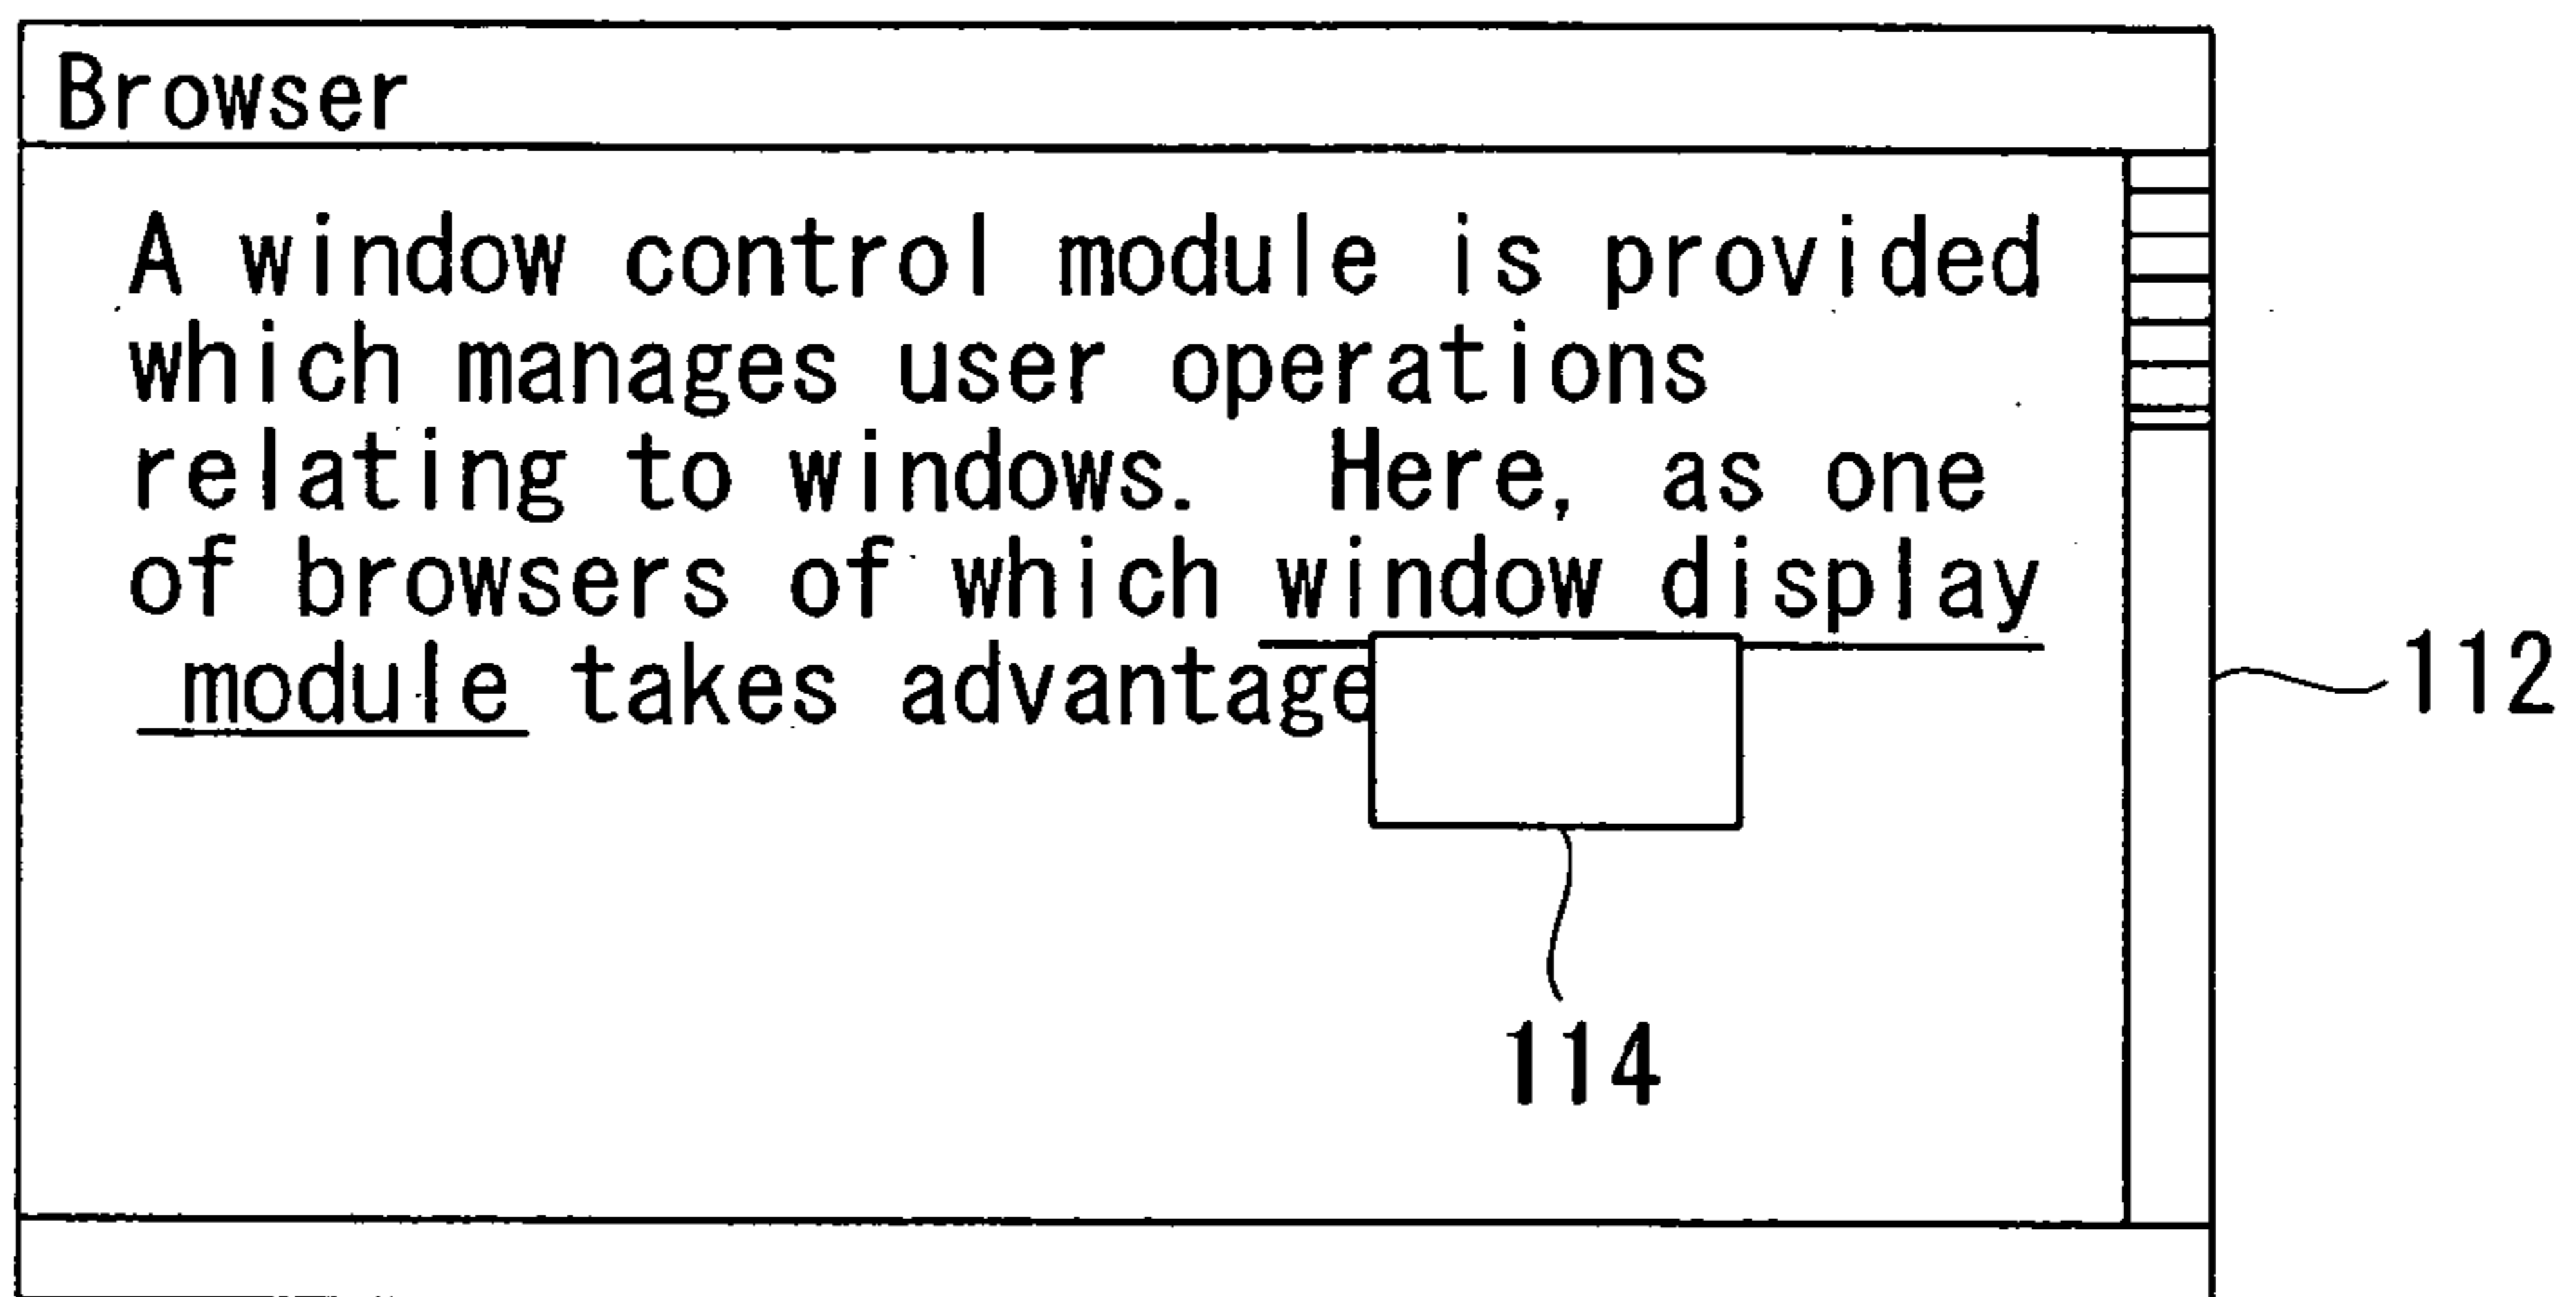 Browser
A window control module is provided
which manages user operations
relating to windows. Here, as one
of browsers of which window display
module takes advantage
112
114